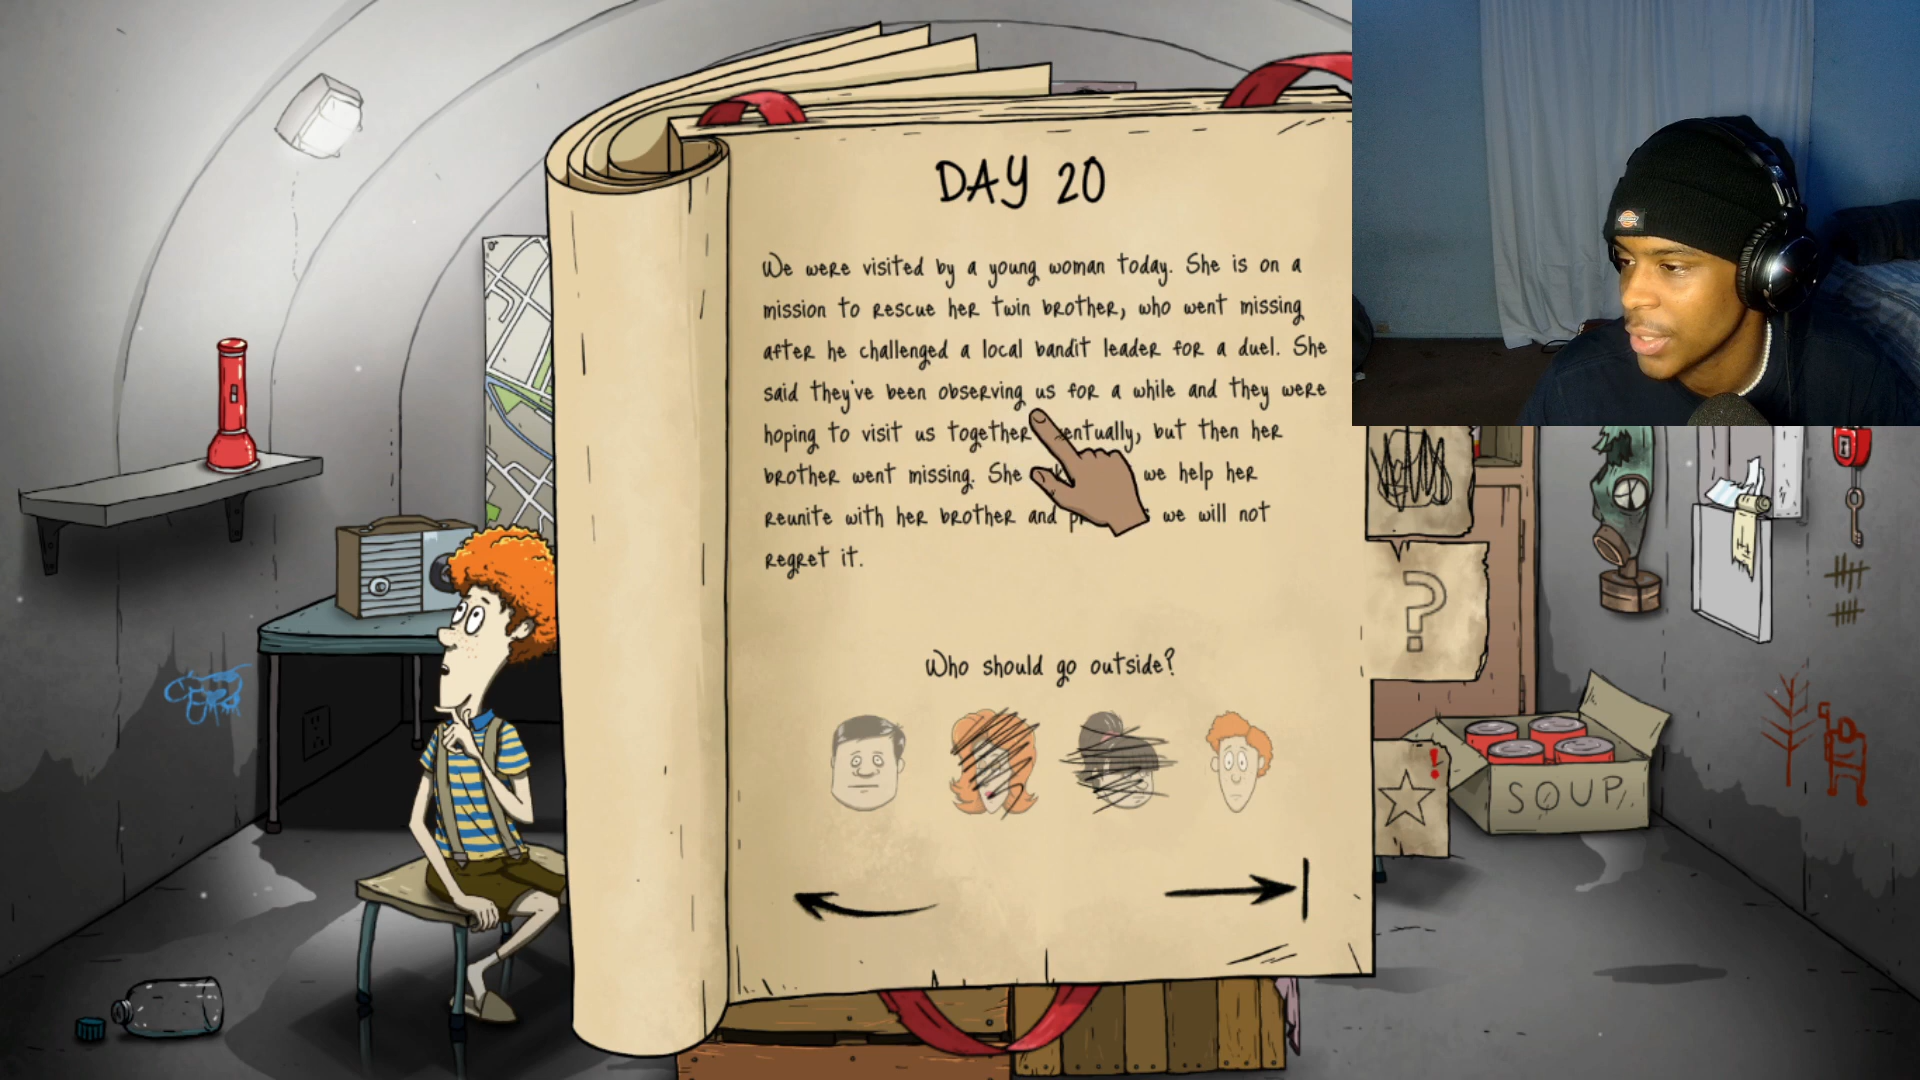 DAY 20
We were visited by a young woman today. She is on a
mission to rescue her twin brother, who went missing
after he challenged a local bandit leader for a duel. She
said they've been observing us for a while and they were
hoping to visit us together, but then her
brother went missing. She we help her
reunite with her brother and we will not
regret it.
Who should go outside?
SOUP